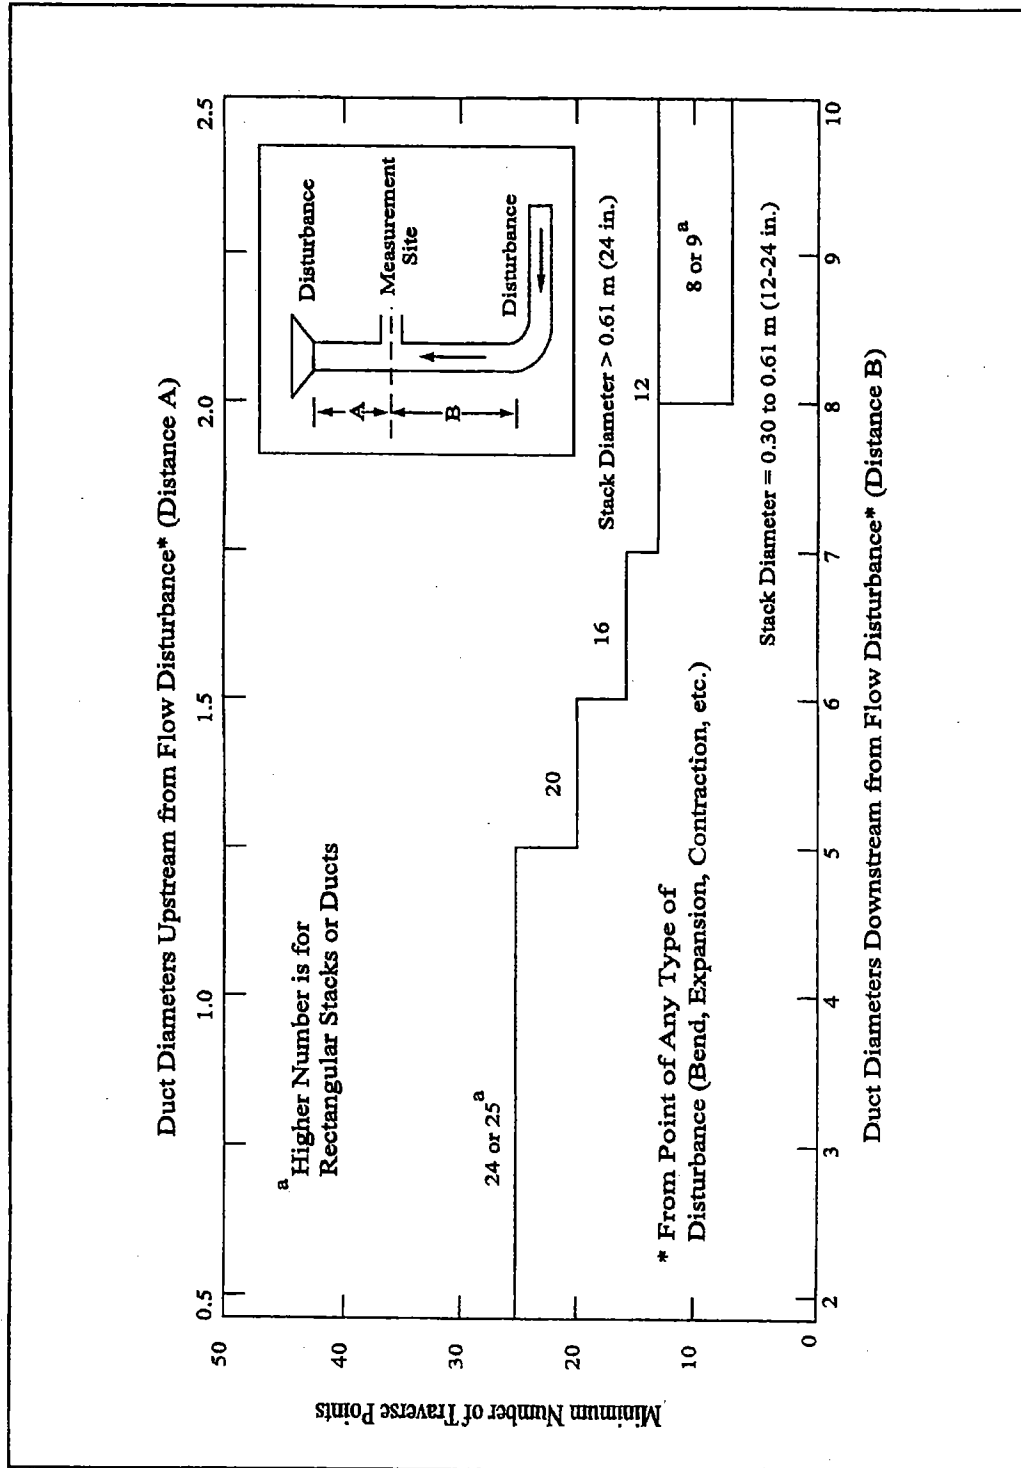 Duct Diameters Upstream from Flow Disturbance* (Distance A)
0.5
1.0
1.5
2.0
2.5
50
40
30
20
10
0
Minimum Number of Traverse Points
a Higher Number is for
Rectangular Stacks or Ducts
Disturbance
A
Measurement
Site
B
Disturbance
24 or 25 a
20
16
Stack Diameter > 0.61 m (24 in.)
12
8 or 9 a
* From Point of Any Type of
Disturbance (Bend, Expansion, Contraction, etc.)
Stack Diameter = 0.30 to 0.61 m (12-24 in.)
2
3
4
5
6
7
8
9
10
Duct Diameters Downstream from Flow Disturbance* (Distance B)